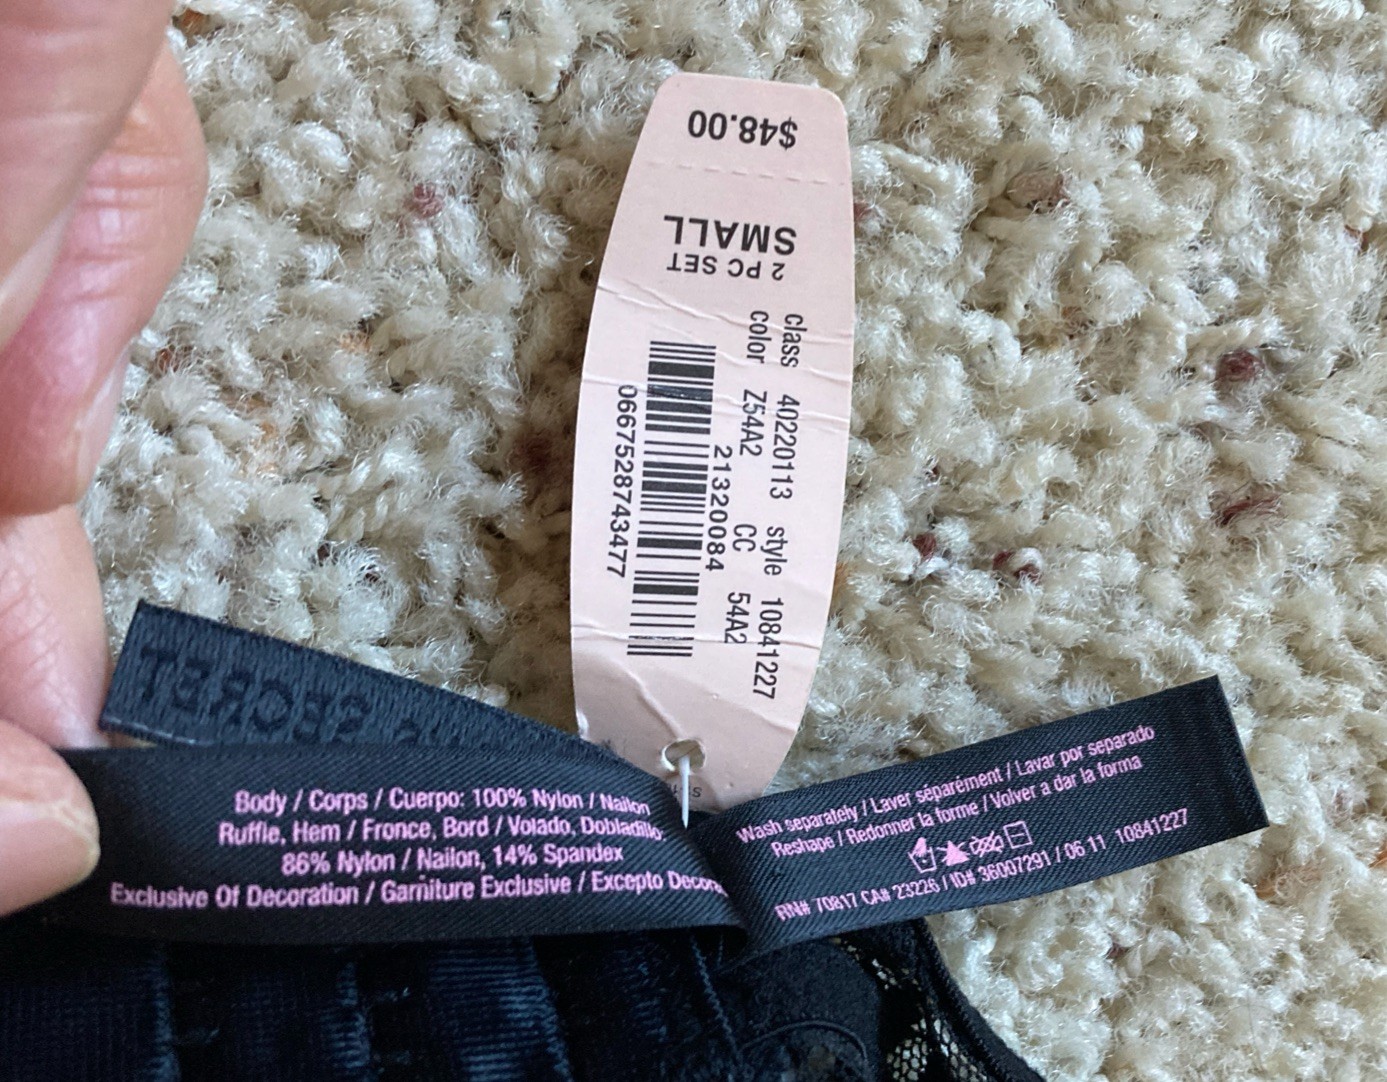 $48.00
SMALL
2 PC SET
class 40220113 style 10841227
color Z54A2 CC 54A2
21320084
0667528743477
SECRET
Body / Corps / Cuerpo: 100% Nylon / Nailon
Ruffle, Hem / Fronce, Bord / Volado, Dobladillo:
86% Nylon / Nailon, 14% Spandex
Exclusive Of Decoration / Garniture Exclusive / Excepto
Wash separately / Laver séparément / Lavar por separado
Reshape / Redonner la forme / Volver a dar la forma
RN# 70817 CA# 23226 / ID# 36007291 / 06 11 10841227